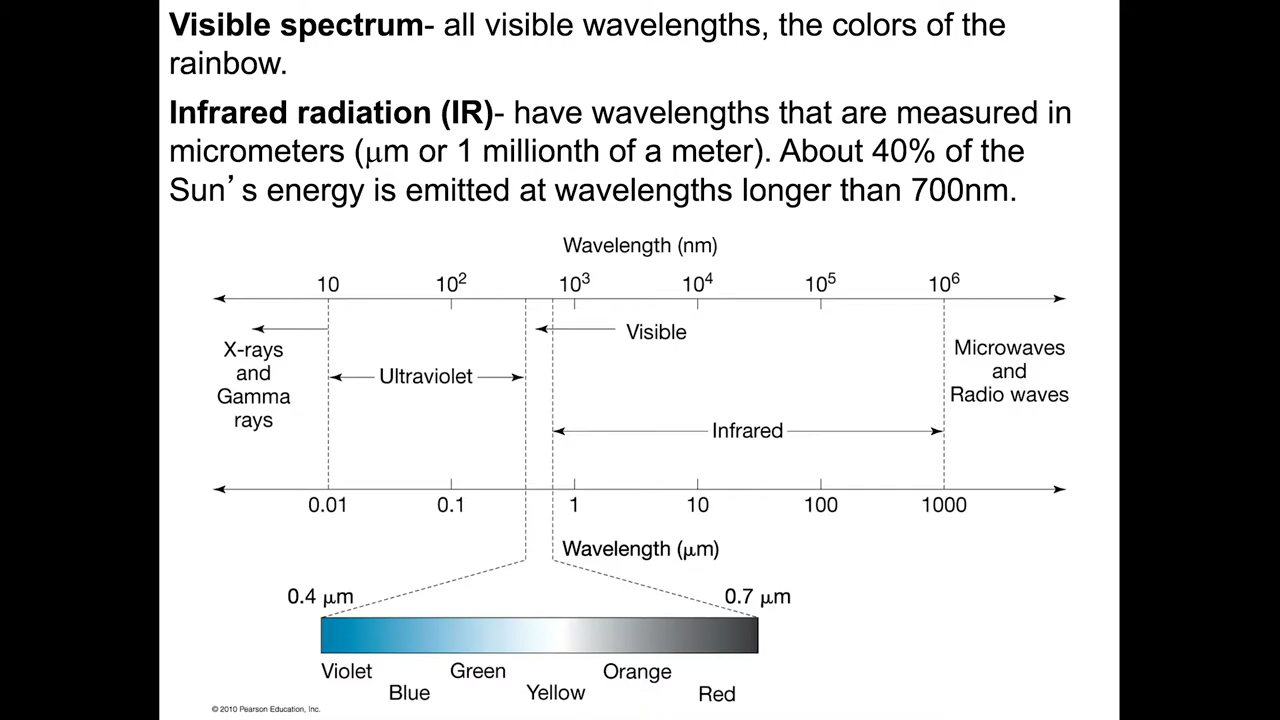 Visible spectrum- all visible wavelengths, the colors of the
rainbow.
Infrared radiation (IR)- have wavelengths that are measured in
micrometers (μm or 1 millionth of a meter). About 40% of the
Sun’s energy is emitted at wavelengths longer than 700nm.
Wavelength (nm)
10 10² 10³ 10⁴ 10⁵ 10⁶
Visible
X-rays
and
Gamma
rays
Ultraviolet
Microwaves
and
Radio waves
Infrared
0.01 0.1 1 10 100 1000
Wavelength (μm)
0.4 μm 0.7 μm
Violet Green Orange
Blue Yellow Red
© 2010 Pearson Education, Inc.